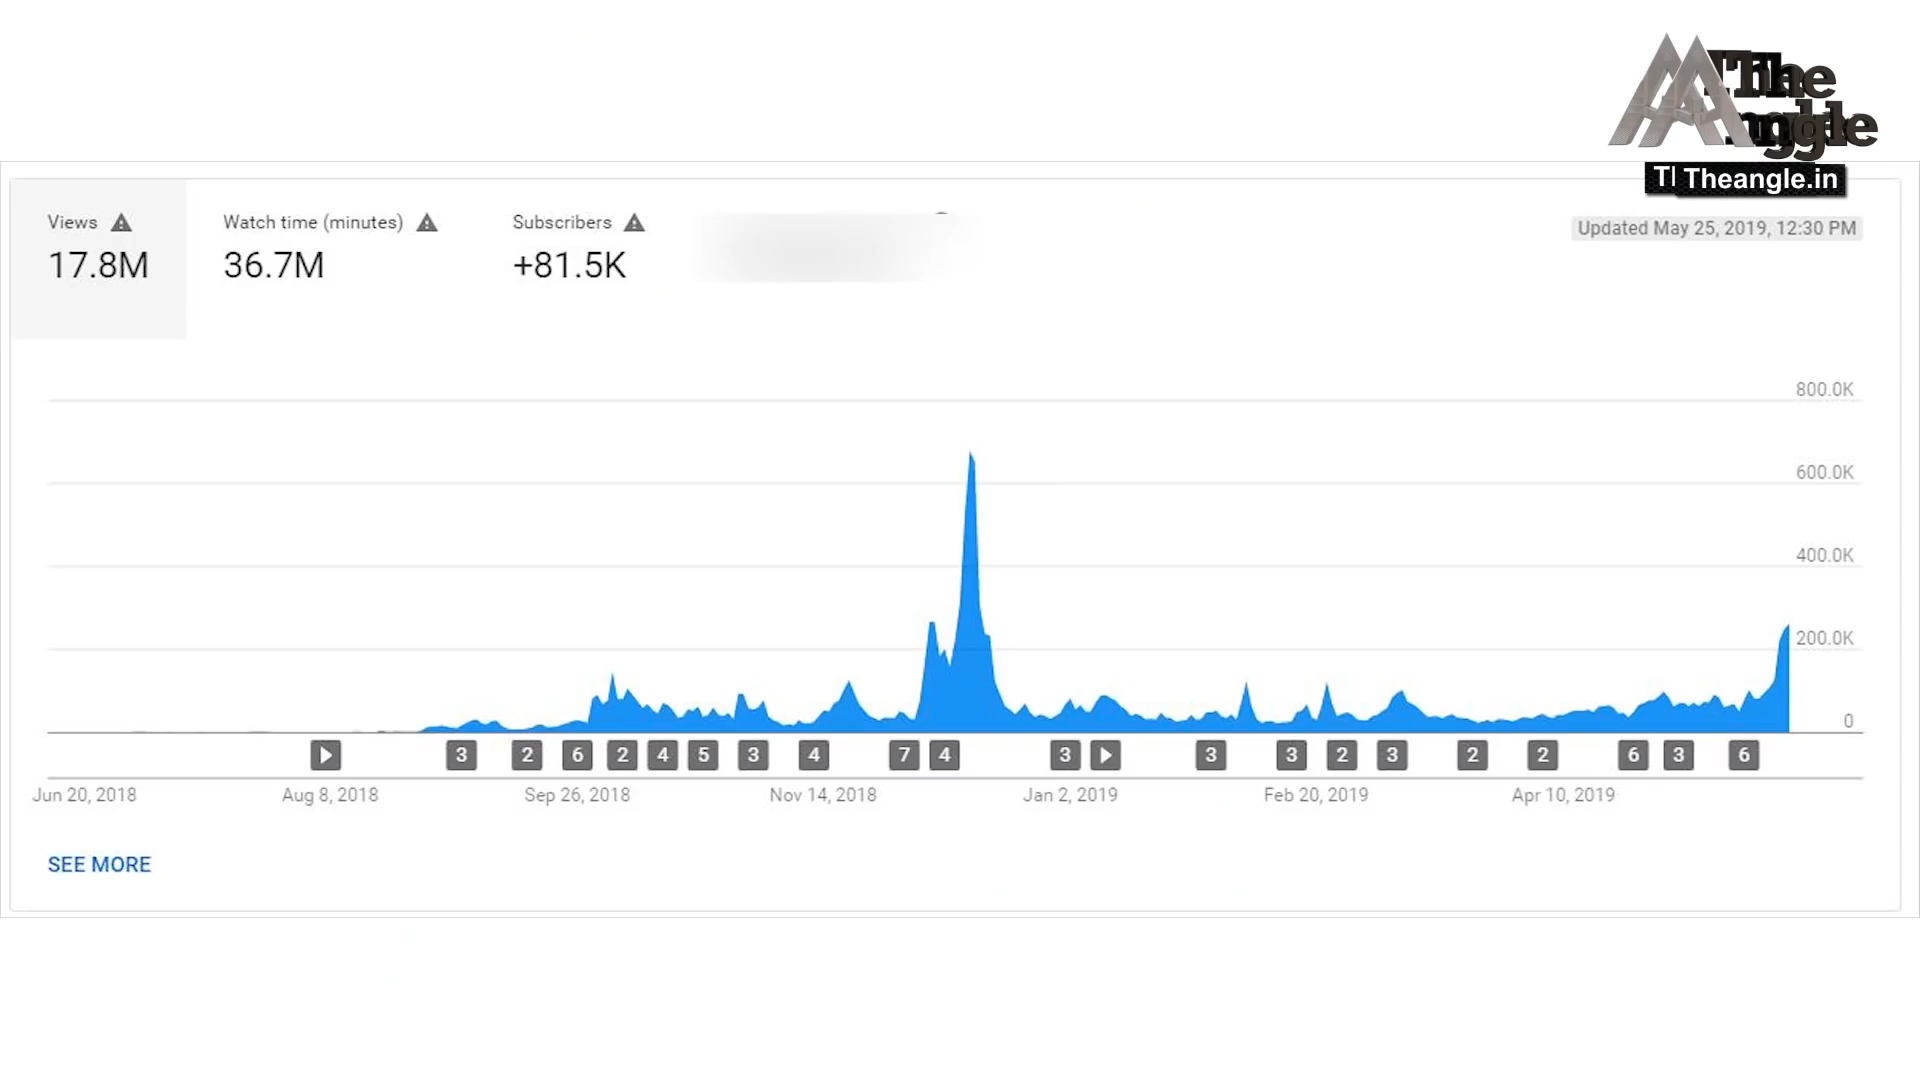 The
Angle
Theangle.in
Views
Watch time (minutes)
Subscribers
Updated May 25, 2019, 12:30 PM
17.8M
36.7M
+81.5K
800.0K
600.0K
400.0K
200.0K
0
3 2 6 2 4 5 3 4 7 4 3 3 3 2 3 2 2 6 3 6
Jun 20, 2018 Aug 8, 2018 Sep 26, 2018 Nov 14, 2018 Jan 2, 2019 Feb 20, 2019 Apr 10, 2019
SEE MORE